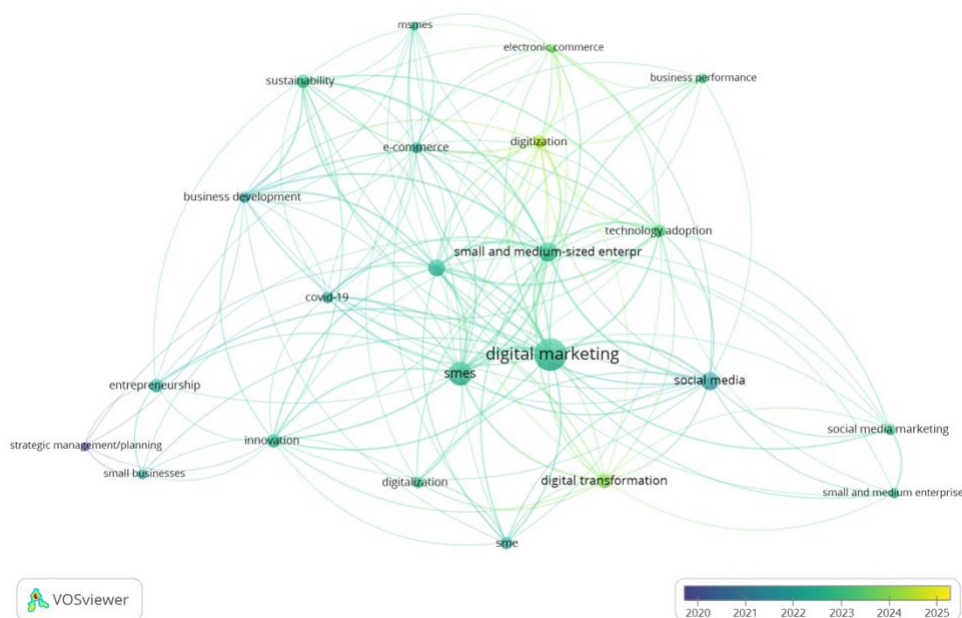 msmes
electronic commerce
business performance
sustainability
digitization
e-commerce
business development
technology adoption
small and medium-sized enterpr
covid-19
digital marketing
smes
social media
entrepreneurship
social media marketing
strategic management/planning
innovation
small businesses
digitalization
digital transformation
small and medium enterprise
sme
VOSviewer
2020 2021 2022 2023 2024 2025